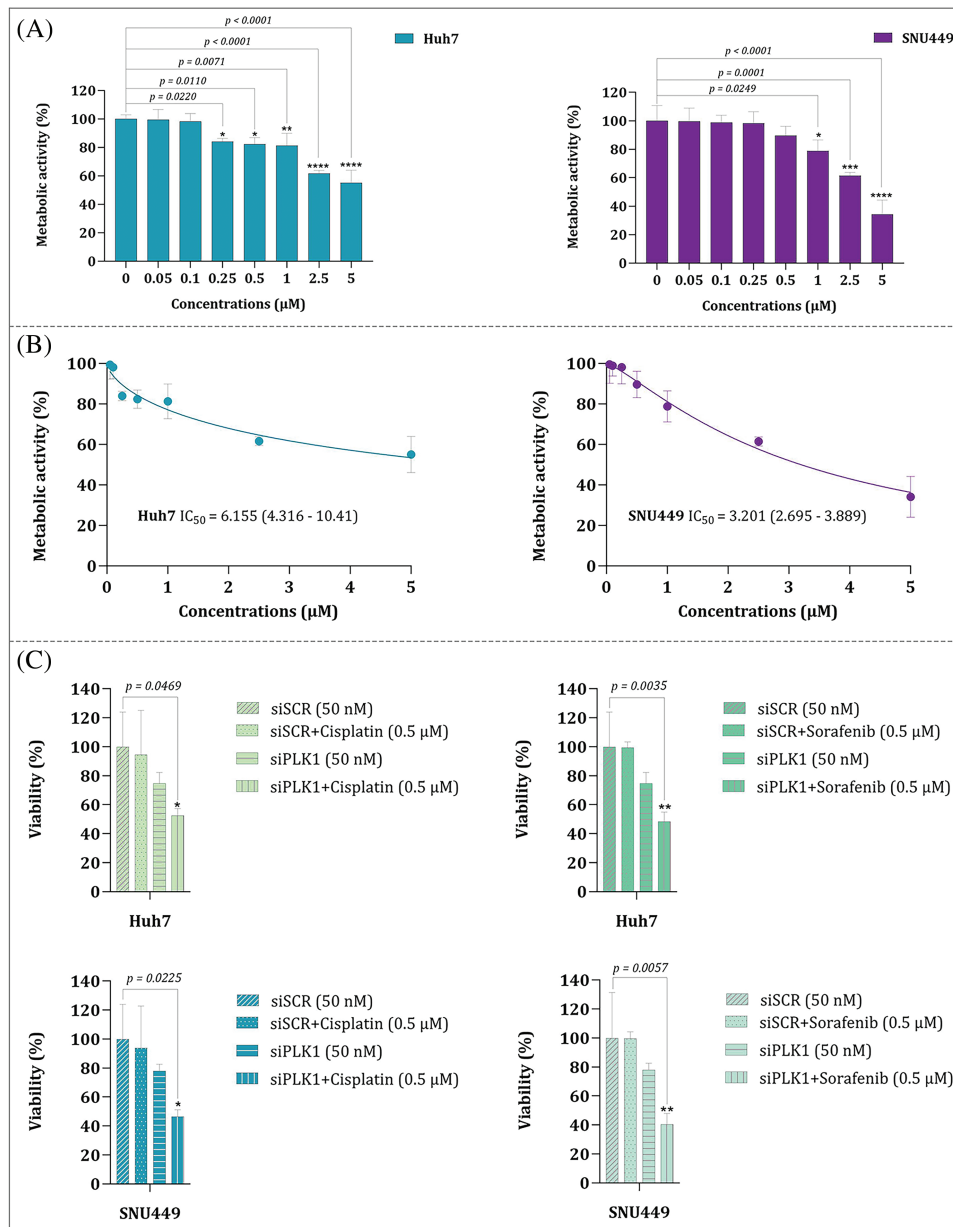 (A)
p < 0.0001
p < 0.0001
p = 0.0071
p = 0.0110
p = 0.0220
Huh7
Metabolic activity (%)
120
100
80
60
40
20
0
* * ** **** ****
0 0.05 0.1 0.25 0.5 1 2.5 5
Concentrations (µM)
SNU449
p < 0.0001
p = 0.0001
p = 0.0249
Metabolic activity (%)
120
100
80
60
40
20
0
* *** ****
0 0.05 0.1 0.25 0.5 1 2.5 5
Concentrations (µM)
(B)
Metabolic activity (%)
100
80
60
40
20
0
Huh7 IC50 = 6.155 (4.316 - 10.41)
0 1 2 3 4 5
Concentrations (µM)
Metabolic activity (%)
100
80
60
40
20
0
SNU449 IC50 = 3.201 (2.695 - 3.889)
0 1 2 3 4 5
Concentrations (µM)
(C)
p = 0.0469
Viability (%)
140
120
100
80
60
40
20
0
*
Huh7
siSCR (50 nM)
siSCR+Cisplatin (0.5 µM)
siPLK1 (50 nM)
siPLK1+Cisplatin (0.5 µM)
p = 0.0035
Viability (%)
140
120
100
80
60
40
20
0
**
Huh7
siSCR (50 nM)
siSCR+Sorafenib (0.5 µM)
siPLK1 (50 nM)
siPLK1+Sorafenib (0.5 µM)
p = 0.0225
Viability (%)
140
120
100
80
60
40
20
0
*
SNU449
siSCR (50 nM)
siSCR+Cisplatin (0.5 µM)
siPLK1 (50 nM)
siPLK1+Cisplatin (0.5 µM)
p = 0.0057
Viability (%)
140
120
100
80
60
40
20
0
**
SNU449
siSCR (50 nM)
siSCR+Sorafenib (0.5 µM)
siPLK1 (50 nM)
siPLK1+Sorafenib (0.5 µM)